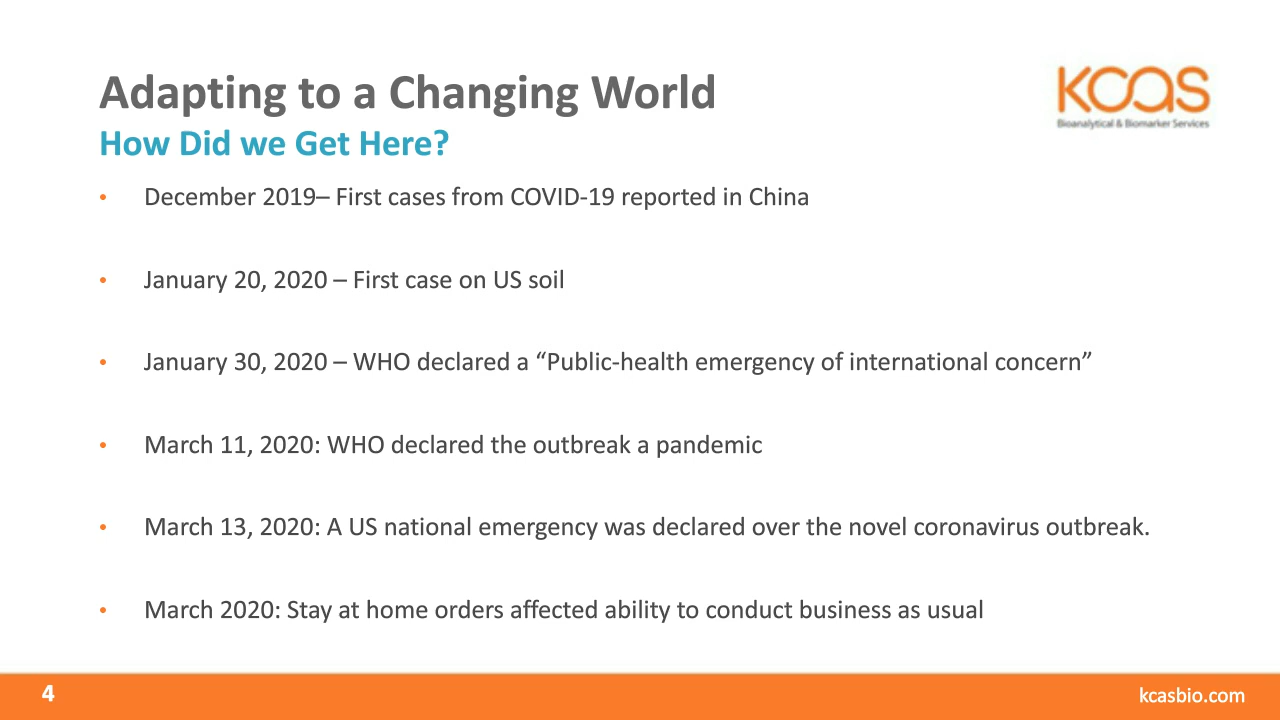 Adapting to a Changing World
How Did we Get Here?
KCAS
Bioanalytical & Biomarker Services
• December 2019– First cases from COVID-19 reported in China
• January 20, 2020 – First case on US soil
• January 30, 2020 – WHO declared a “Public-health emergency of international concern”
• March 11, 2020: WHO declared the outbreak a pandemic
• March 13, 2020: A US national emergency was declared over the novel coronavirus outbreak.
• March 2020: Stay at home orders affected ability to conduct business as usual
4
kcasbio.com